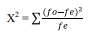 X² = ∑(fo−fe)²/fe